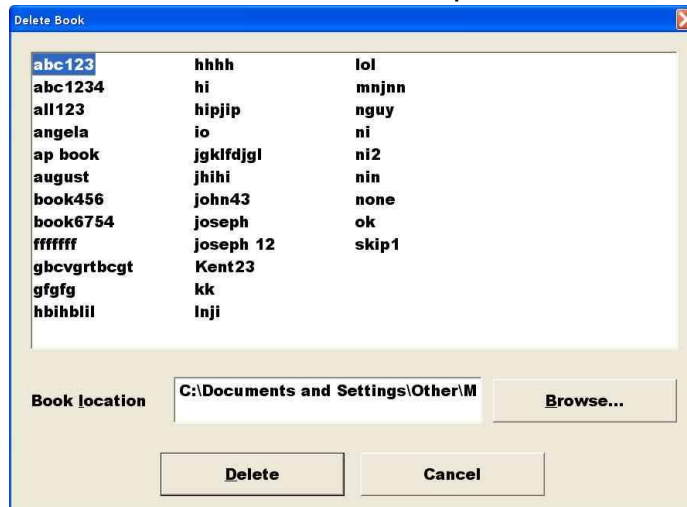 Delete Book
abc123
abc1234
all123
angela
ap book
august
book456
book6754
fffffff
gbcvgrtbcgt
gfgfg
hbihblil
hhhh
hi
hipjip
io
jgklfdjgl
jhihi
john43
joseph
joseph 12
Kent23
kk
lnji
lol
mnjnn
nguy
ni
ni2
nin
none
ok
skip1
Book location
C:\Documents and Settings\Other\M
Browse...
Delete
Cancel